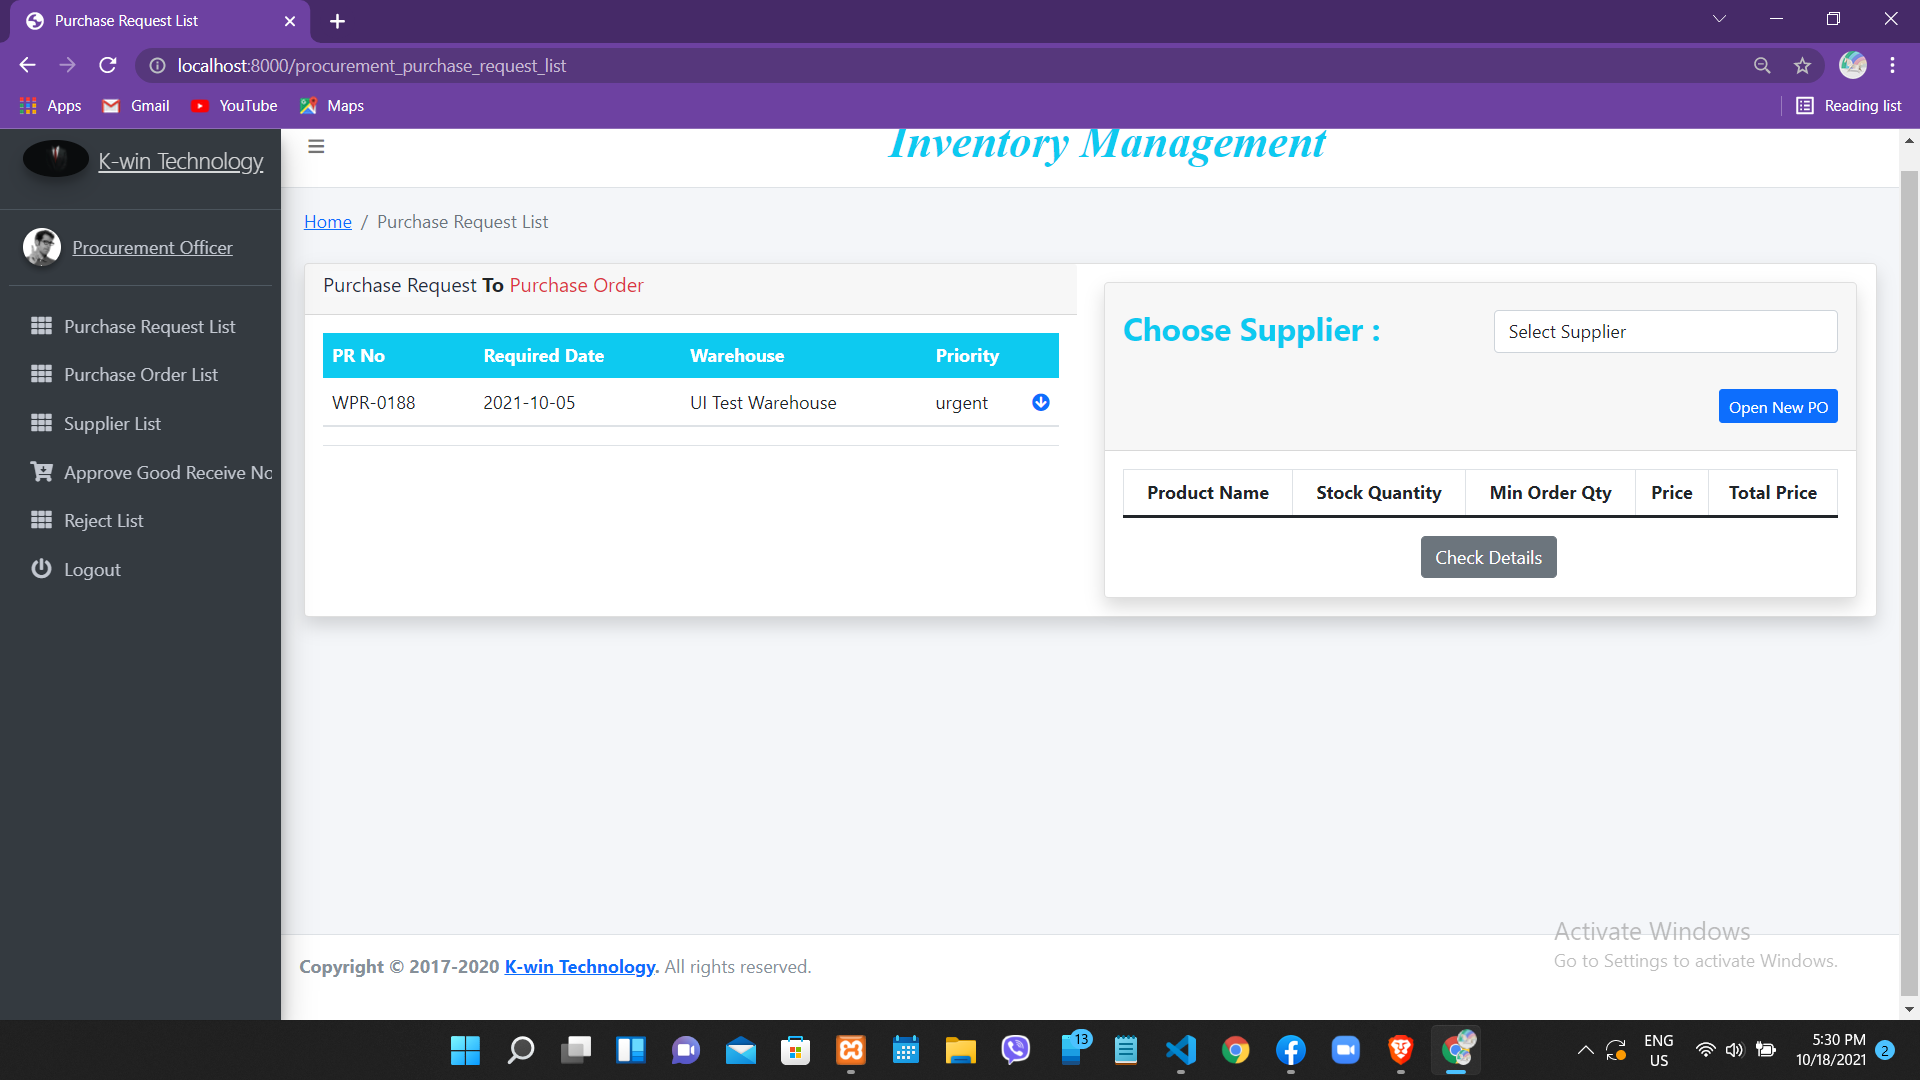 Purchase Request List
localhost:8000/procurement_purchase_request_list
Apps Gmail YouTube Maps Reading list
K-win Technology
Inventory Management
Procurement Officer
Purchase Request List
Purchase Order List
Supplier List
Approve Good Receive No
Reject List
Logout
Home / Purchase Request List
Purchase Request To Purchase Order
PR No Required Date Warehouse Priority
WPR-0188 2021-10-05 UI Test Warehouse urgent
Choose Supplier :
Select Supplier
Open New PO
Product Name Stock Quantity Min Order Qty Price Total Price
Check Details
Activate Windows
Go to Settings to activate Windows.
Copyright © 2017-2020 K-win Technology. All rights reserved.
13
ENG
US
5:30 PM
10/18/2021
2